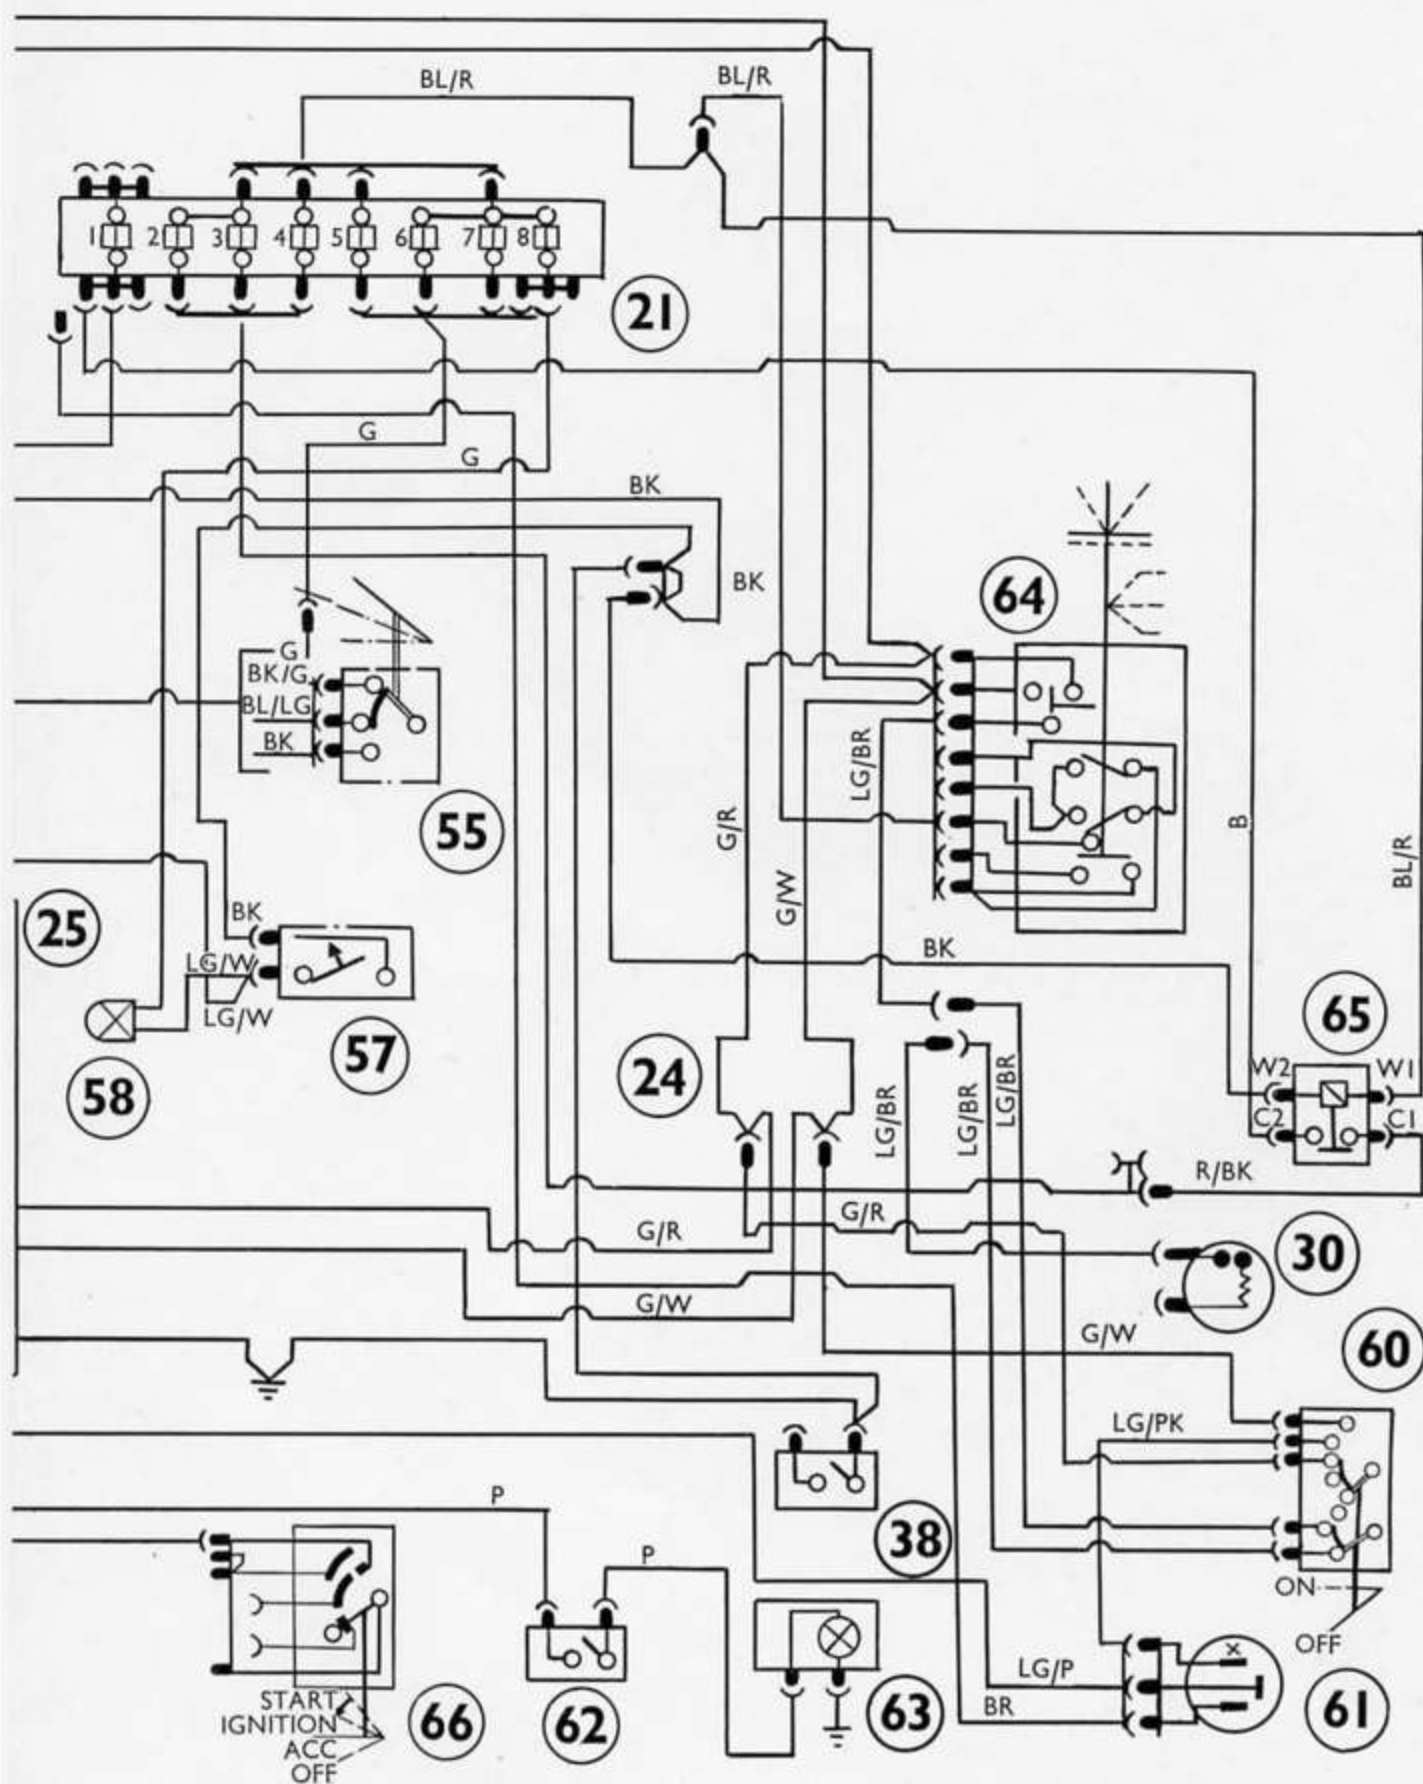 BL/R
BL/R
1 2 3 4 5 6 7 8
21
G
G
BK
BK
64
G
BK/G
BL/LG
BK
LG/BR
G/R
B
55
BL/R
G/W
25
BK
BK
LG/W
65
LG/W
57
24
58
W2
W1
LG/BR
LG/BR
LG/BR
C2
C1
R/BK
G/R
G/R
30
G/W
G/W
60
LG/PK
P
38
P
ON
OFF
LG/P
BR
START
IGNITION
ACC
OFF
66
62
63
61